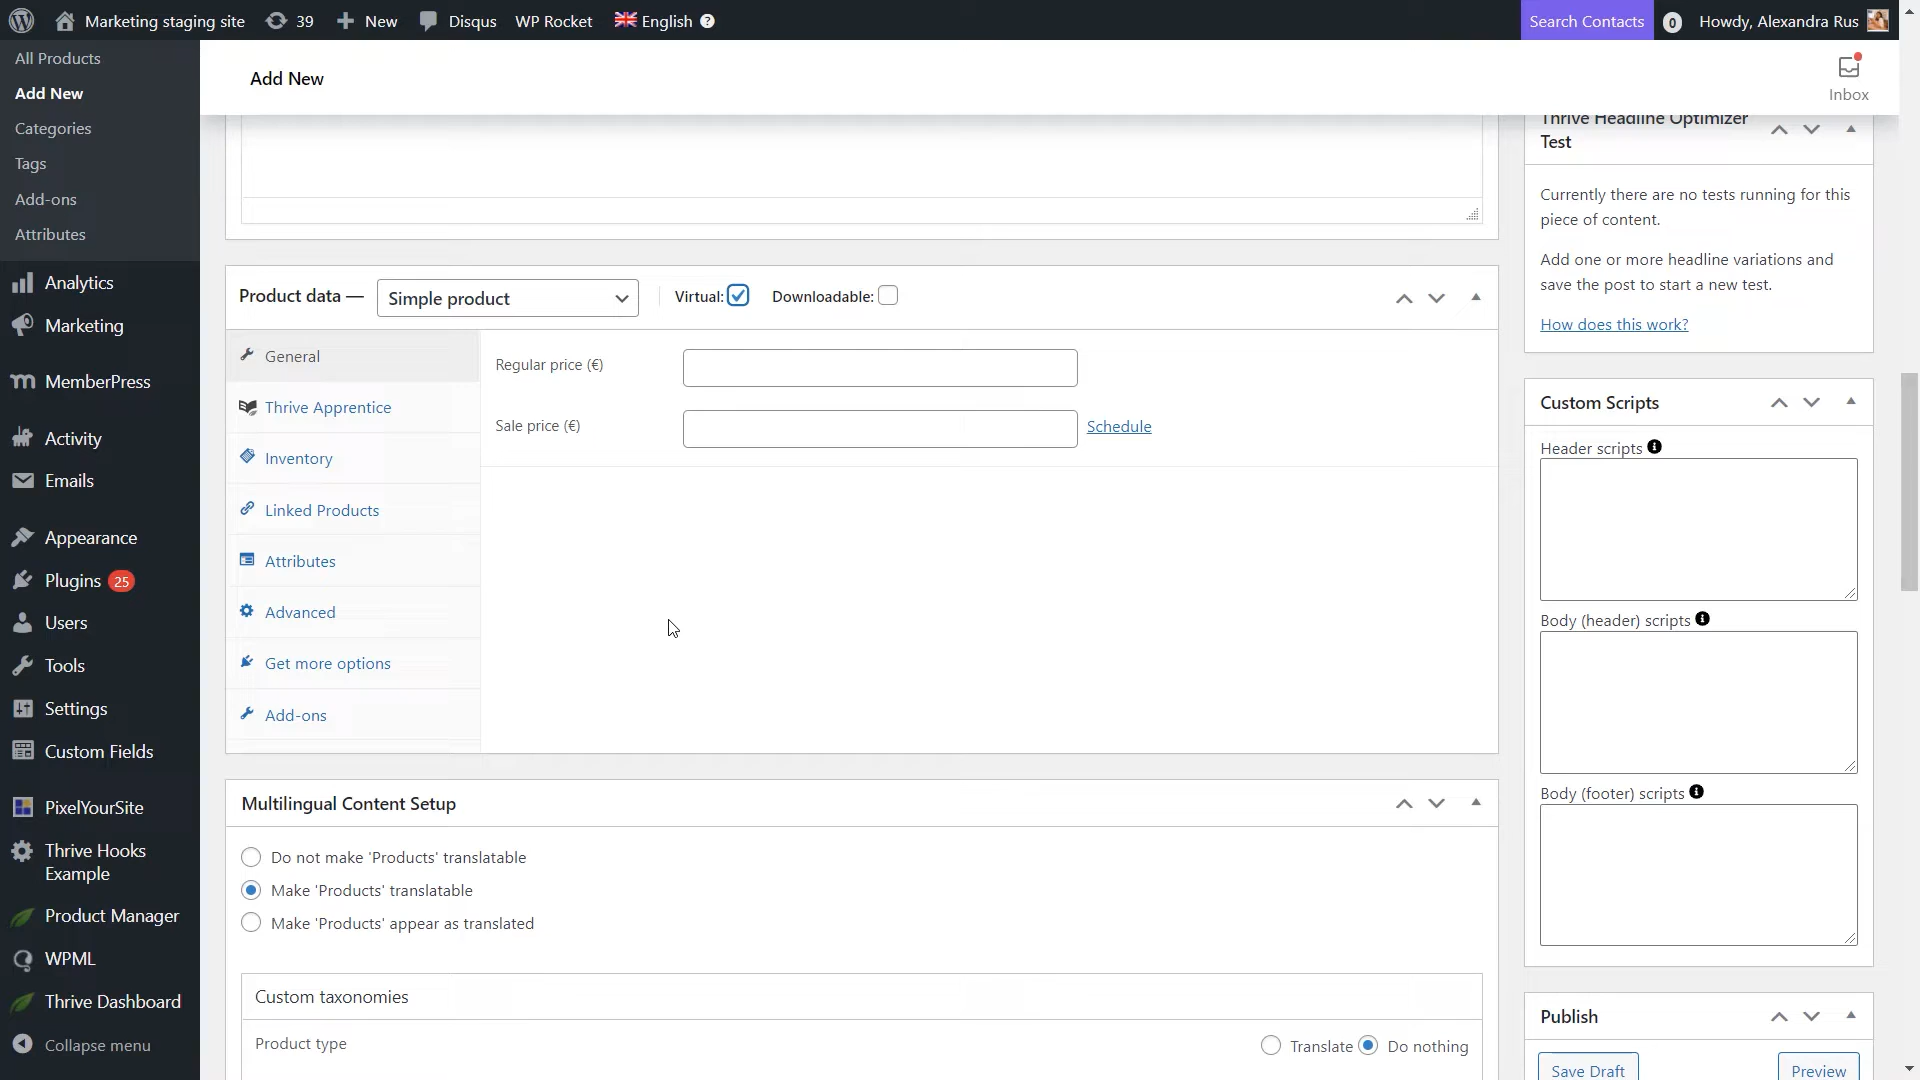 Marketing staging site
39
New
Disqus
WP Rocket
English
Search Contacts
0
Howdy, Alexandra Rus
All Products
Add New
Categories
Tags
Add-ons
Attributes
Analytics
Marketing
MemberPress
Activity
Emails
Appearance
Plugins 25
Users
Tools
Settings
Custom Fields
PixelYourSite
Thrive Hooks
Example
Product Manager
WPML
Thrive Dashboard
Collapse menu
Add New
Inbox
Product data —
Simple product
Virtual:
Downloadable:
General
Thrive Apprentice
Inventory
Linked Products
Attributes
Advanced
Get more options
Add-ons
Regular price (€)
Sale price (€)
Schedule
Multilingual Content Setup
Do not make 'Products' translatable
Make 'Products' translatable
Make 'Products' appear as translated
Custom taxonomies
Product type
Translate
Do nothing
Thrive Headline Optimizer
Test
Currently there are no tests running for this
piece of content.
Add one or more headline variations and
save the post to start a new test.
How does this work?
Custom Scripts
Header scripts
Body (header) scripts
Body (footer) scripts
Publish
Save Draft
Preview